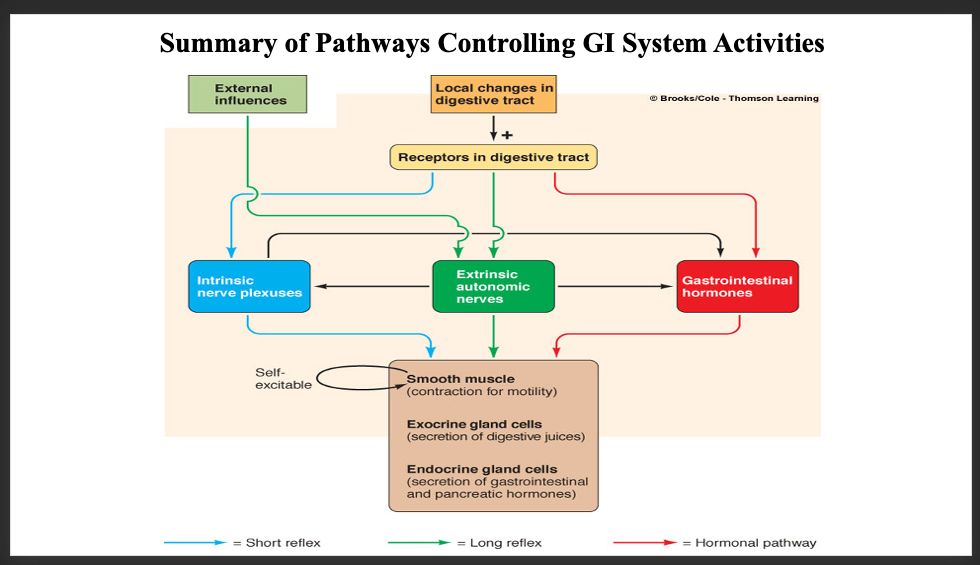 Summary of Pathways Controlling GI System Activities
External
influences
Local changes in
digestive tract
© Brooks/Cole - Thomson Learning
+
Receptors in digestive tract
Intrinsic
nerve plexuses
Extrinsic
autonomic
nerves
Gastrointestinal
hormones
Self-
excitable
Smooth muscle
(contraction for motility)
Exocrine gland cells
(secretion of digestive juices)
Endocrine gland cells
(secretion of gastrointestinal
and pancreatic hormones)
= Short reflex
= Long reflex
= Hormonal pathway